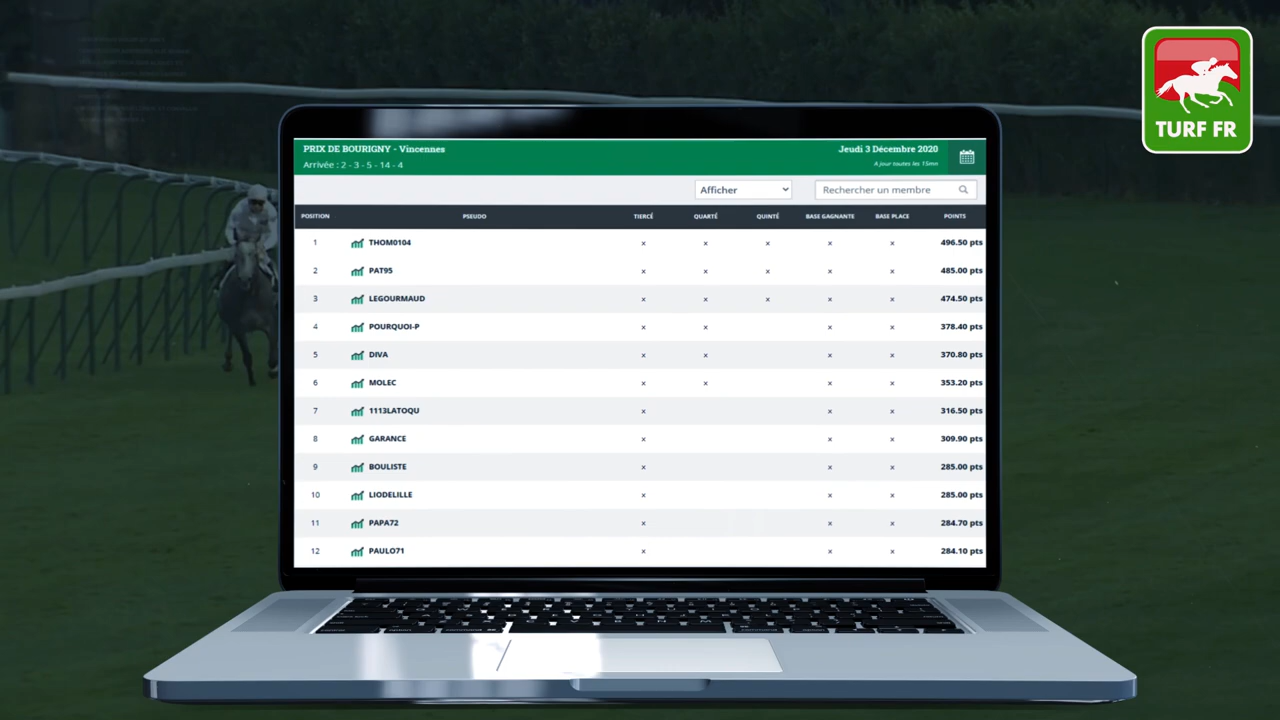 TURF FR
PRIX DE BOURIGNY - Vincennes
Jeudi 3 Décembre 2020
Arrivée : 2 - 3 - 5 - 14 - 4
A jour toutes les 15mn
Afficher
Rechercher un membre
POSITION PSEUDO TIERCÉ QUARTÉ QUINTÉ BASE GAGNANTE BASE PLACE POINTS
1 THOM0104 x x x x x 496.50 pts
2 PAT95 x x x x x 485.00 pts
3 LEGOURMAUD x x x x x 474.50 pts
4 POURQUOI-P x x x x 378.40 pts
5 DIVA x x x x 370.80 pts
6 MOLEC x x x x 353.20 pts
7 1113LATOQU x x x 316.50 pts
8 GARANCE x x x 309.90 pts
9 BOULISTE x x x 285.00 pts
10 LIODELILLE x x x 285.00 pts
11 PAPA72 x x x 284.70 pts
12 PAULO71 x x x 284.10 pts